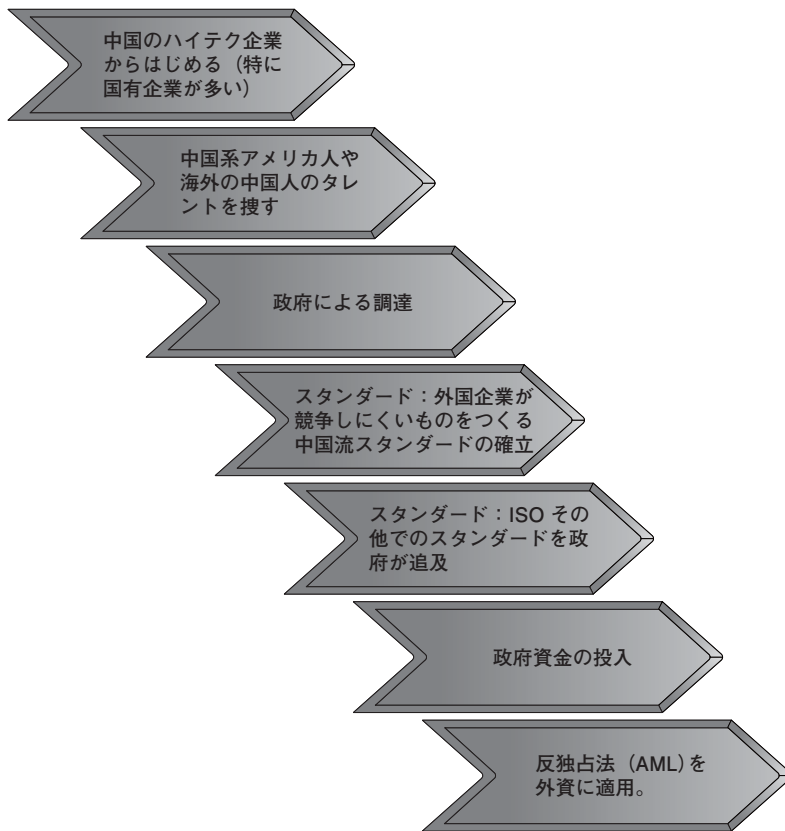 中国のハイテク企業
からはじめる（特に
国有企業が多い）
中国系アメリカ人や
海外の中国人のタレ
ントを捜す
政府による調達
スタンダード：外国企業が
競争しにくいものをつくる
中国流スタンダードの確立
スタンダード：ISO その
他でのスタンダードを政
府が追及
政府資金の投入
反独占法（AML）を
外資に適用。